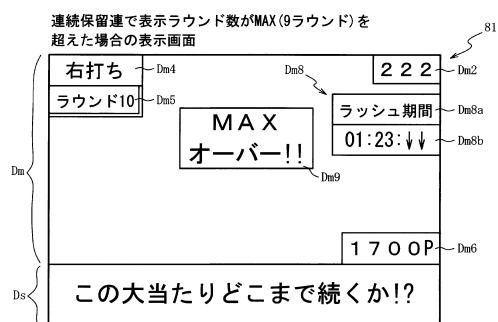 連続保留連で表示ラウンド数がMAX(9ラウンド)を
超えた場合の表示画面
81
右打ち
Dm4
222
Dm2
ラウンド10
Dm5
Dm8
ラッシュ期間
Dm8a
01:23:↓↓
Dm8b
MAX
オーバー!!
Dm9
Dm
1700P
Dm6
Ds
この大当たりどこまで続くか!?